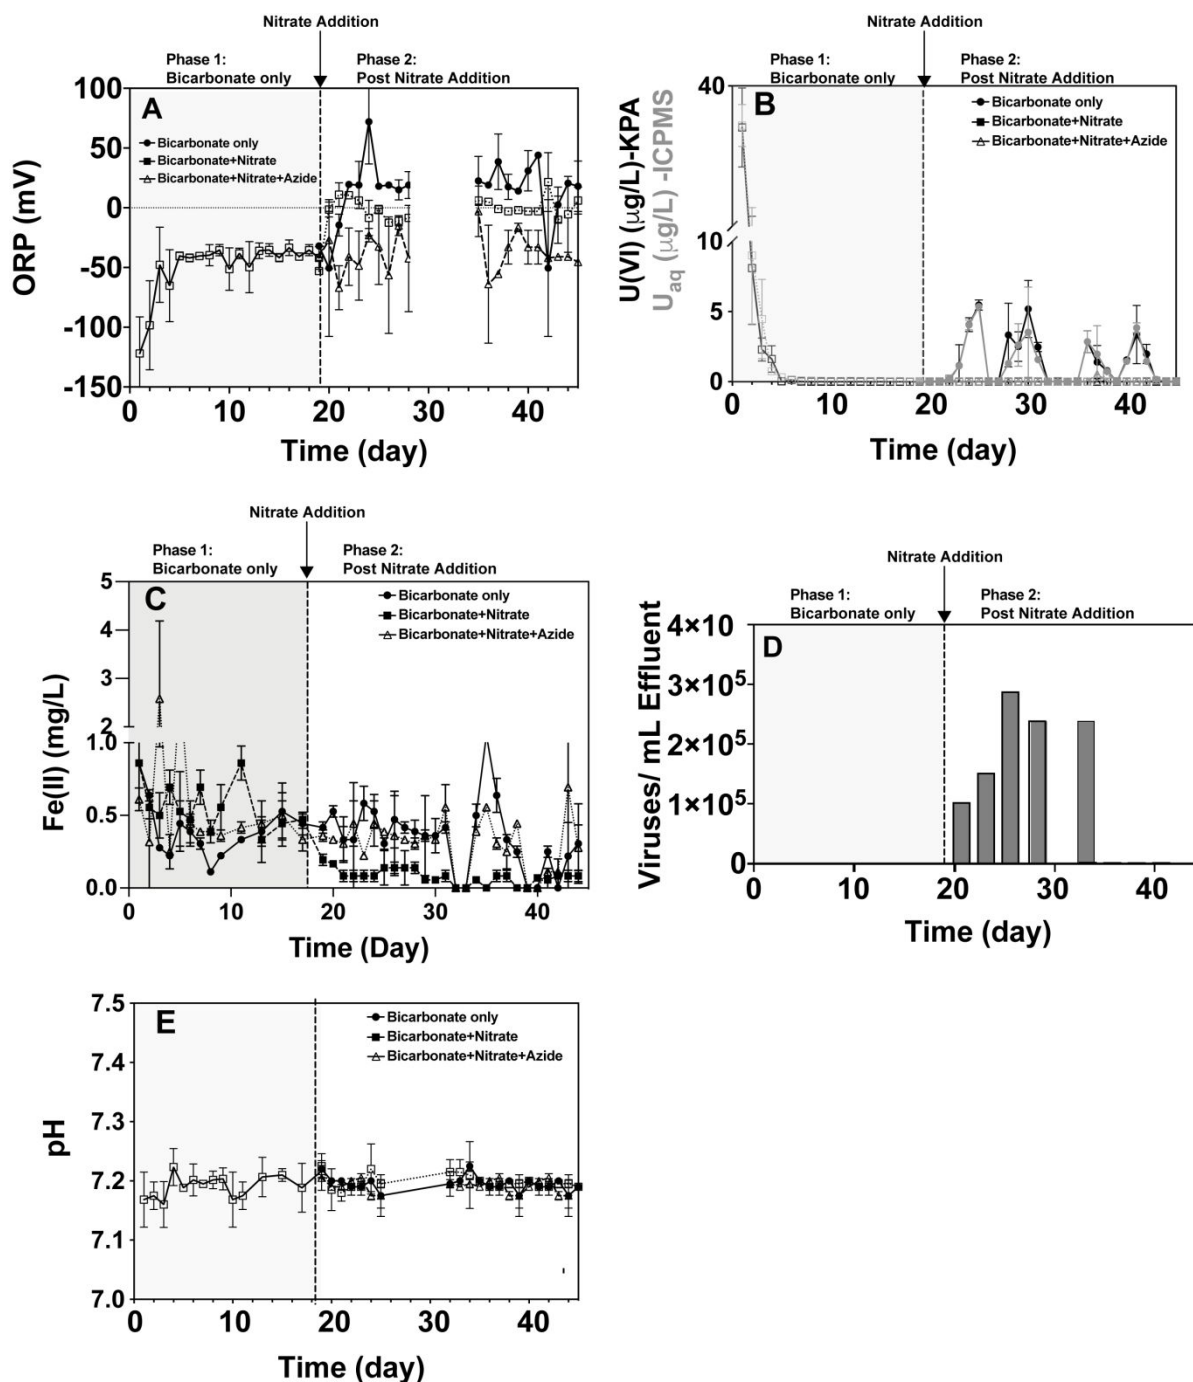 Nitrate Addition
Phase 1:
Bicarbonate only
Phase 2:
Post Nitrate Addition
A
Bicarbonate only
Bicarbonate+Nitrate
Bicarbonate+Nitrate+Azide
ORP (mV)
100
50
0
-50
-100
-150
0 10 20 30 40
Time (day)
Nitrate Addition
Phase 1:
Bicarbonate only
Phase 2:
Post Nitrate Addition
B
Bicarbonate only
Bicarbonate+Nitrate
Bicarbonate+Nitrate+Azide
U(VI) (µg/L)-KPA
Uaq (µg/L) -ICPMS
40
10
5
0
0 10 20 30 40
Time (day)
Nitrate Addition
Phase 1:
Bicarbonate only
Phase 2:
Post Nitrate Addition
C
Bicarbonate only
Bicarbonate+Nitrate
Bicarbonate+Nitrate+Azide
Fe(II) (mg/L)
5
4
3
2
1.0
0.5
0.0
0 10 20 30 40
Time (Day)
Nitrate Addition
Phase 1:
Bicarbonate only
Phase 2:
Post Nitrate Addition
D
Viruses/ mL Effluent
4×10
3×10⁵
2×10⁵
1×10⁵
0
0 20 40
Time (day)
E
Bicarbonate only
Bicarbonate+Nitrate
Bicarbonate+Nitrate+Azide
pH
7.5
7.4
7.3
7.2
7.1
7.0
0 10 20 30 40
Time (day)